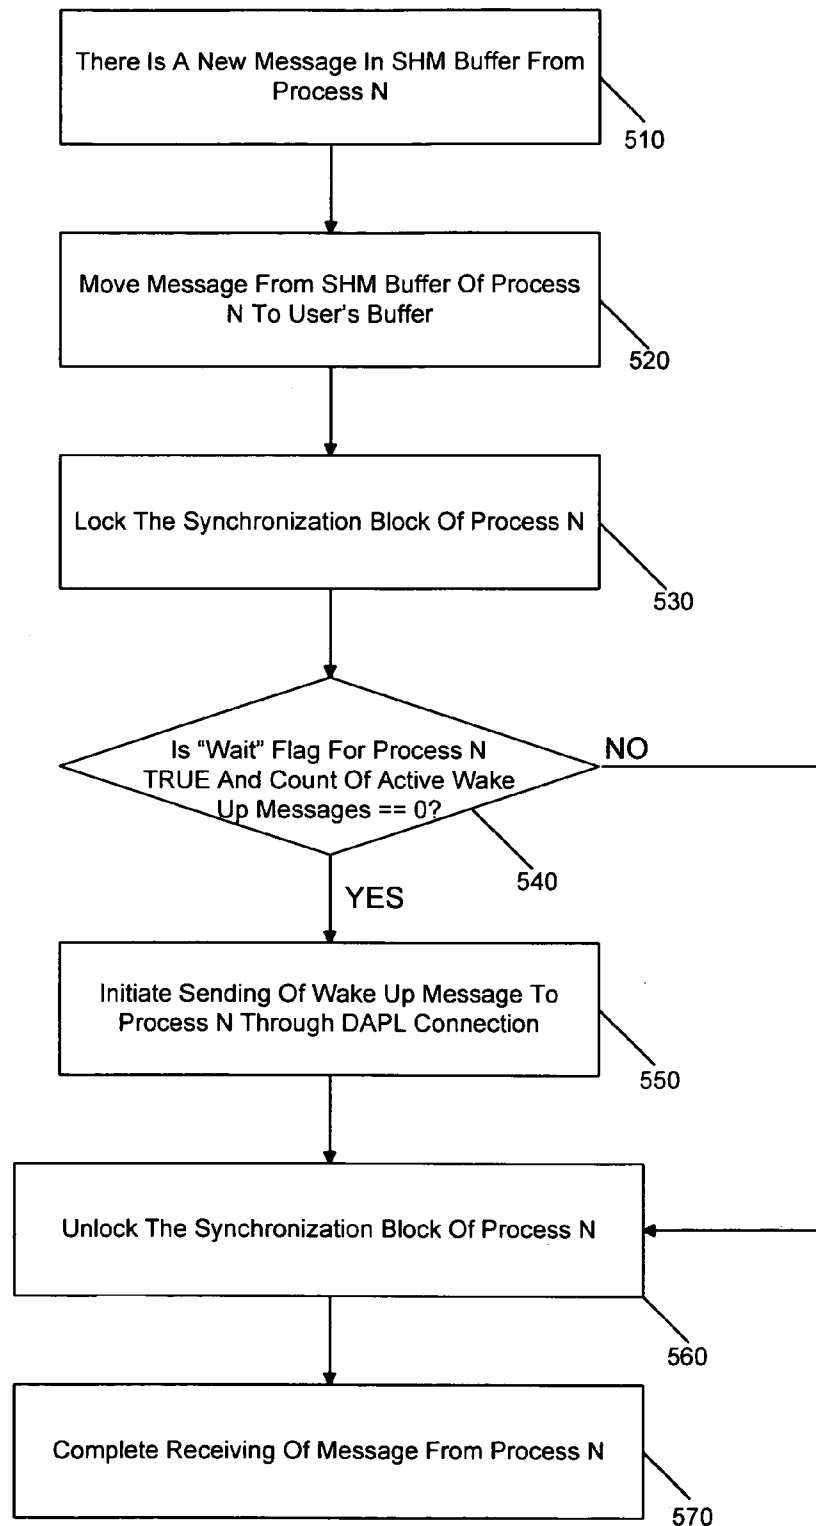 There Is A New Message In SHM Buffer From
Process N
510
Move Message From SHM Buffer Of Process
N To User's Buffer
520
Lock The Synchronization Block Of Process N
530
Is “Wait” Flag For Process N
TRUE And Count Of Active Wake
Up Messages == 0?
NO
540
YES
Initiate Sending Of Wake Up Message To
Process N Through DAPL Connection
550
Unlock The Synchronization Block Of Process N
560
Complete Receiving Of Message From Process N
570